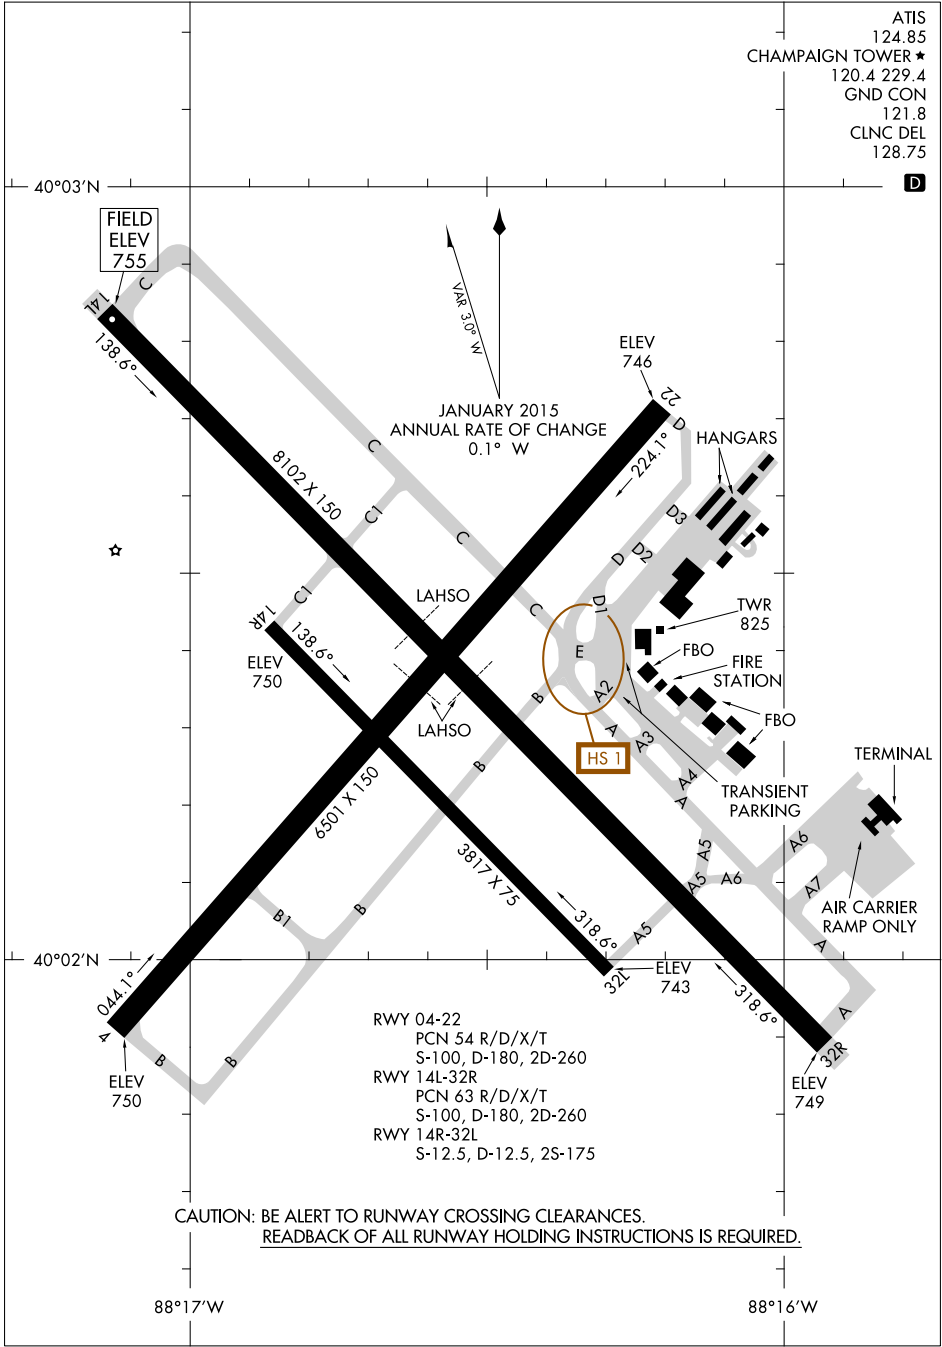 ATIS
124.85
CHAMPAIGN TOWER ★
120.4 229.4
GND CON
121.8
CLNC DEL
128.75
D
40°03'N
FIELD
ELEV
755
C
14L
138.6°
VAR 3.0° W
JANUARY 2015
ANNUAL RATE OF CHANGE
0.1° W
ELEV
746
22
D
224.1°
HANGARS
8102 X 150
C
C1
C
D3
D2
D
C1
14R
138.6°
ELEV
750
LAHSO
C
D1
E
TWR
825
FBO
FIRE
STATION
FBO
LAHSO
B
A2
A
A3
HS 1
B
A4
A
TRANSIENT
PARKING
TERMINAL
6501 X 150
3817 X 75
A5
A6
A5
A6
A7
AIR CARRIER
RAMP ONLY
B1
B
318.6°
A5
A
40°02'N
044.1°
32L
ELEV
743
318.6°
A
4
B
B
ELEV
750
32R
ELEV
749
RWY 04-22
PCN 54 R/D/X/T
S-100, D-180, 2D-260
RWY 14L-32R
PCN 63 R/D/X/T
S-100, D-180, 2D-260
RWY 14R-32L
S-12.5, D-12.5, 2S-175
CAUTION: BE ALERT TO RUNWAY CROSSING CLEARANCES.
READBACK OF ALL RUNWAY HOLDING INSTRUCTIONS IS REQUIRED.
88°17'W
88°16'W